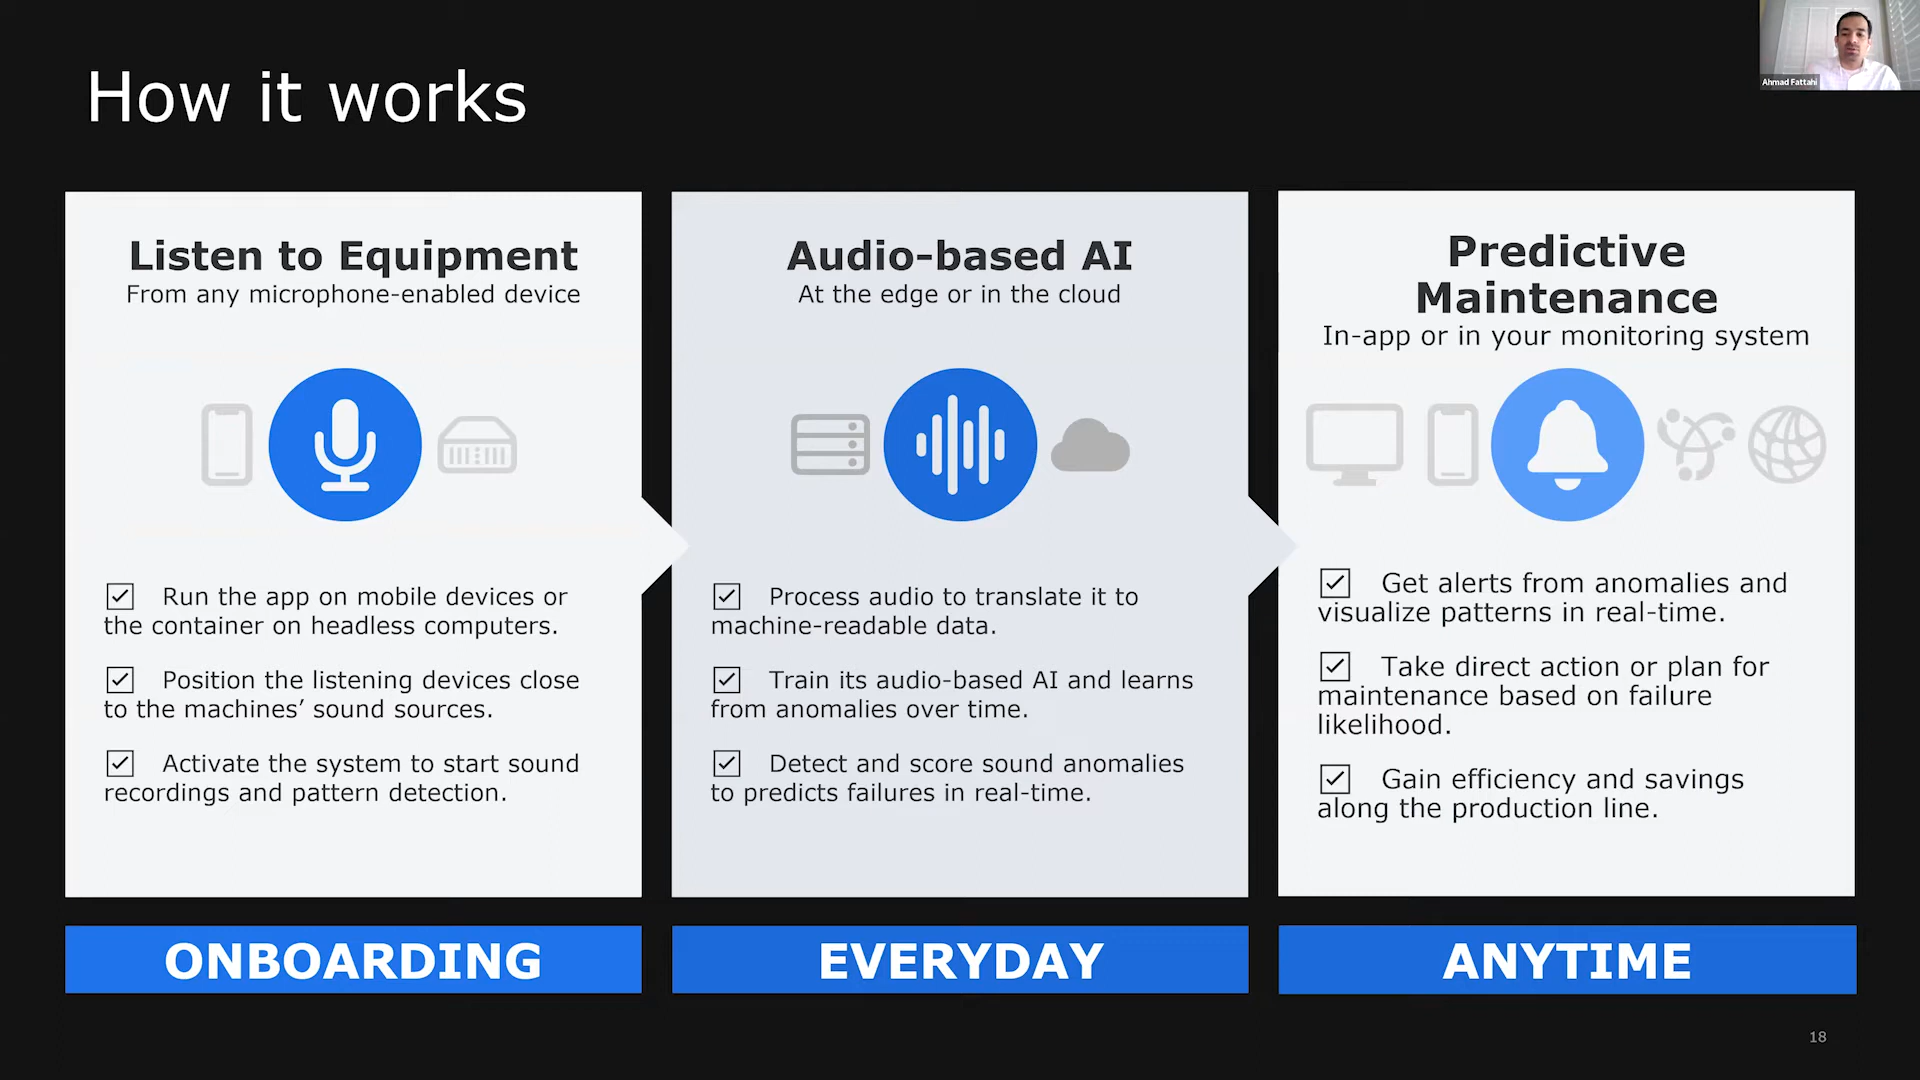 How it works
Ahmad Fattahi
Listen to Equipment
From any microphone-enabled device
Run the app on mobile devices or
the container on headless computers.
Position the listening devices close
to the machines’ sound sources.
Activate the system to start sound
recordings and pattern detection.
ONBOARDING
Audio-based AI
At the edge or in the cloud
Process audio to translate it to
machine-readable data.
Train its audio-based AI and learns
from anomalies over time.
Detect and score sound anomalies
to predicts failures in real-time.
EVERYDAY
Predictive
Maintenance
In-app or in your monitoring system
Get alerts from anomalies and
visualize patterns in real-time.
Take direct action or plan for
maintenance based on failure
likelihood.
Gain efficiency and savings
along the production line.
ANYTIME
18